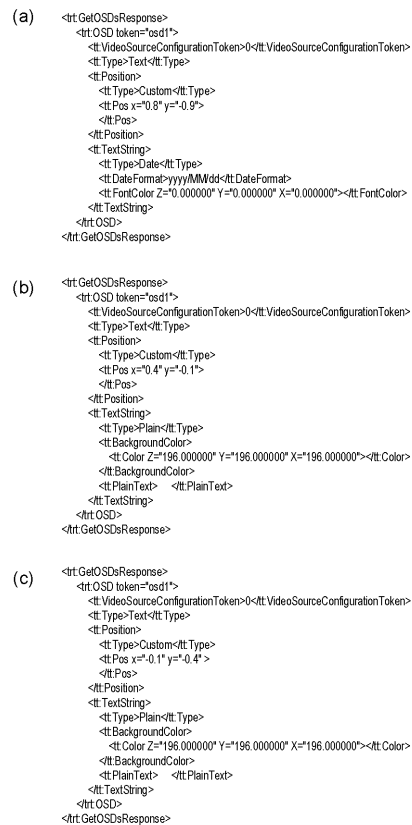 (a)
<trt:GetOSDsResponse>
<trt:OSD token="osd1">
<tt:VideoSourceConfigurationToken>0</tt:VideoSourceConfigurationToken>
<tt:Type>Text</tt:Type>
<tt:Position>
<tt:Type>Custom</tt:Type>
<tt:Pos x="0.8" y="-0.9">
</tt:Pos>
</tt:Position>
<tt:TextString>
<tt:Type>Date</tt:Type>
<tt:DateFormat>yyyy/MM/dd</tt:DateFormat>
<tt:FontColor Z="0.000000" Y="0.000000" X="0.000000"></tt:FontColor>
</tt:TextString>
</trt:OSD>
</trt:GetOSDsResponse>
(b)
<trt:GetOSDsResponse>
<trt:OSD token="osd1">
<tt:VideoSourceConfigurationToken>0</tt:VideoSourceConfigurationToken>
<tt:Type>Text</tt:Type>
<tt:Position>
<tt:Type>Custom</tt:Type>
<tt:Pos x="0.4" y="-0.1">
</tt:Pos>
</tt:Position>
<tt:TextString>
<tt:Type>Plain</tt:Type>
<tt:BackgroundColor>
<tt:Color Z="196.000000" Y="196.000000" X="196.000000"></tt:Color>
</tt:BackgroundColor>
<tt:PlainText>     </tt:PlainText>
</tt:TextString>
</trt:OSD>
</trt:GetOSDsResponse>
(c)
<trt:GetOSDsResponse>
<trt:OSD token="osd1">
<tt:VideoSourceConfigurationToken>0</tt:VideoSourceConfigurationToken>
<tt:Type>Text</tt:Type>
<tt:Position>
<tt:Type>Custom</tt:Type>
<tt:Pos x="-0.1" y="-0.4" >
</tt:Pos>
</tt:Position>
<tt:TextString>
<tt:Type>Plain</tt:Type>
<tt:BackgroundColor>
<tt:Color Z="196.000000" Y="196.000000" X="196.000000"></tt:Color>
</tt:BackgroundColor>
<tt:PlainText>     </tt:PlainText>
</tt:TextString>
</trt:OSD>
</trt:GetOSDsResponse>